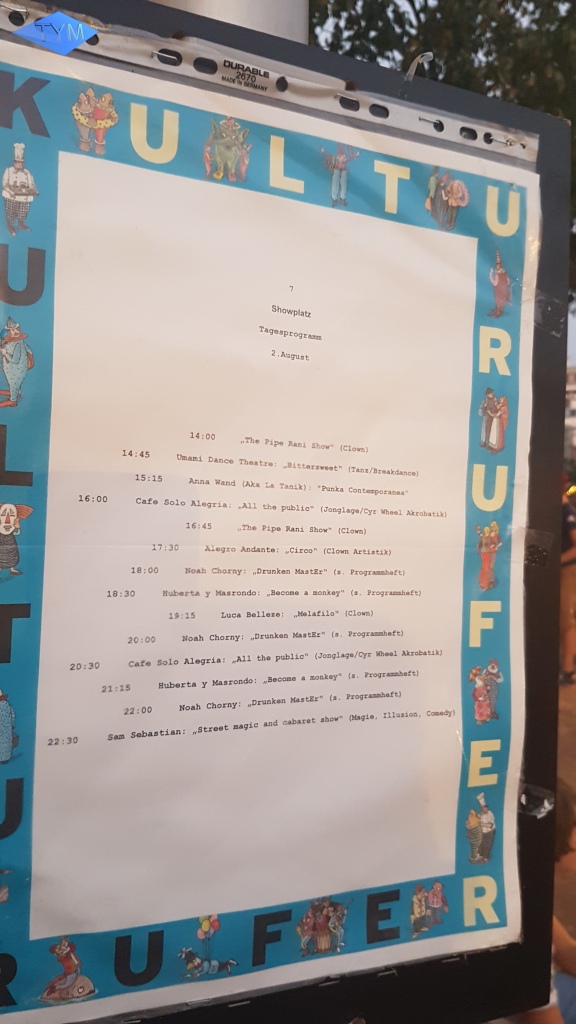 TYM
DURABLE
2670
MADE IN GERMANY
KULTURUFER
KULTURUFER
7
Showplatz
Tagesprogramm
2.August
14:00 „The Pipe Rani Show“ (Clown)
14:45 Umami Dance Theatre: „Bittersweet“ (Tanz/Breakdance)
15:15 Anna Wand (Aka La Tanik): "Punka Contemporanea"
16:00 Cafe Solo Alegria: „All the public“ (Jonglage/Cyr Wheel Akrobatik)
16:45 „The Pipe Rani Show“ (Clown)
17:30 Alegro Andante: „Circo“ (Clown Artistik)
18:00 Noah Chorny: „Drunken MastEr“ (s. Programmheft)
18:30 Huberta y Masrondo: „Become a monkey“ (s. Programmheft)
19:15 Luca Belleze: „Melafilo“ (Clown)
20:00 Noah Chorny: „Drunken MastEr“ (s. Programmheft)
20:30 Cafe Solo Alegria: „All the public“ (Jonglage/Cyr Wheel Akrobatik)
21:15 Huberta y Masrondo: „Become a monkey“ (s. Programmheft)
22:00 Noah Chorny: „Drunken MastEr“ (s. Programmheft)
22:30 Sam Sebastian: „Street magic and cabaret show“ (Magie, Illusion, Comedy)